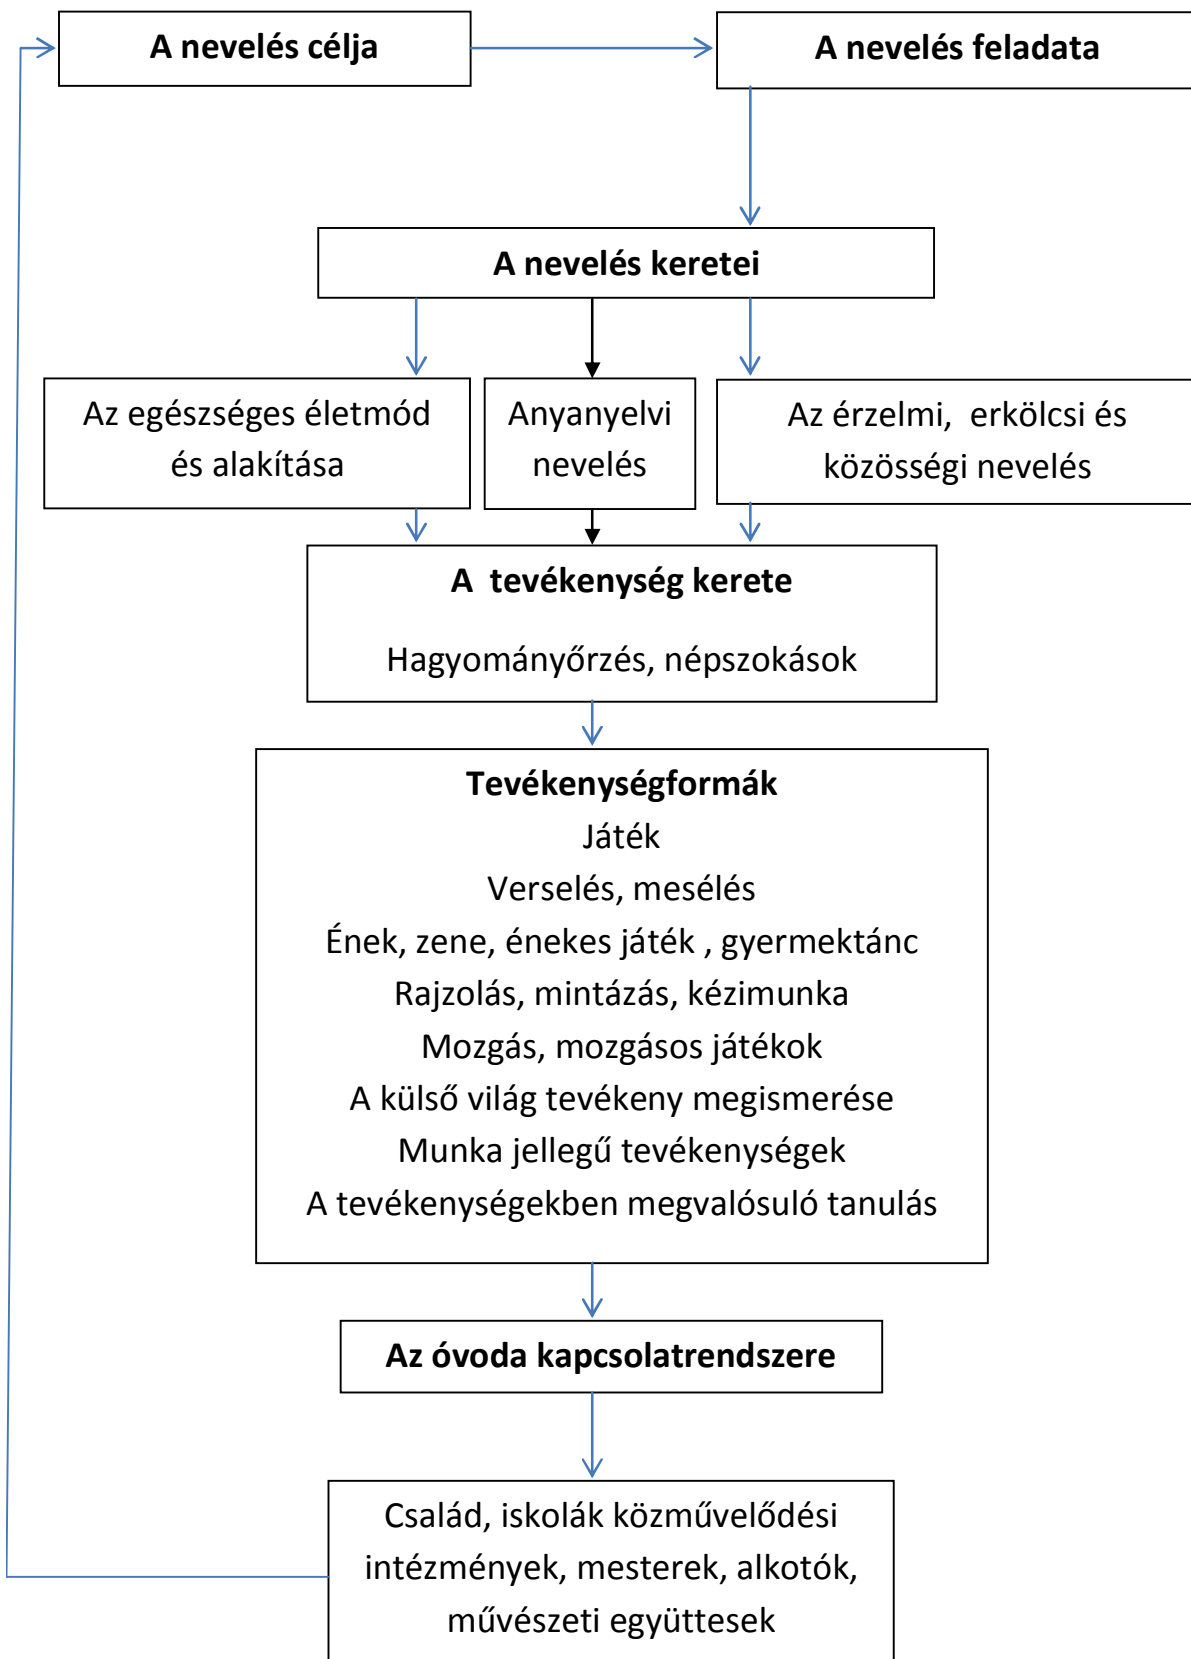 A nevelés célja
A nevelés feladata
A nevelés keretei
Az egészséges életmód
és alakítása
Anyanyelvi
nevelés
Az érzelmi,  erkölcsi és
közösségi nevelés
A  tevékenység kerete
Hagyományőrzés, népszokások
Tevékenységformák
Játék
Verselés, mesélés
Ének, zene, énekes játék , gyermektánc
Rajzolás, mintázás, kézimunka
Mozgás, mozgásos játékok
A külső világ tevékeny megismerése
Munka jellegű tevékenységek
A tevékenységekben megvalósuló tanulás
Az óvoda kapcsolatrendszere
Család, iskolák közművelődési
intézmények, mesterek, alkotók,
művészeti együttesek